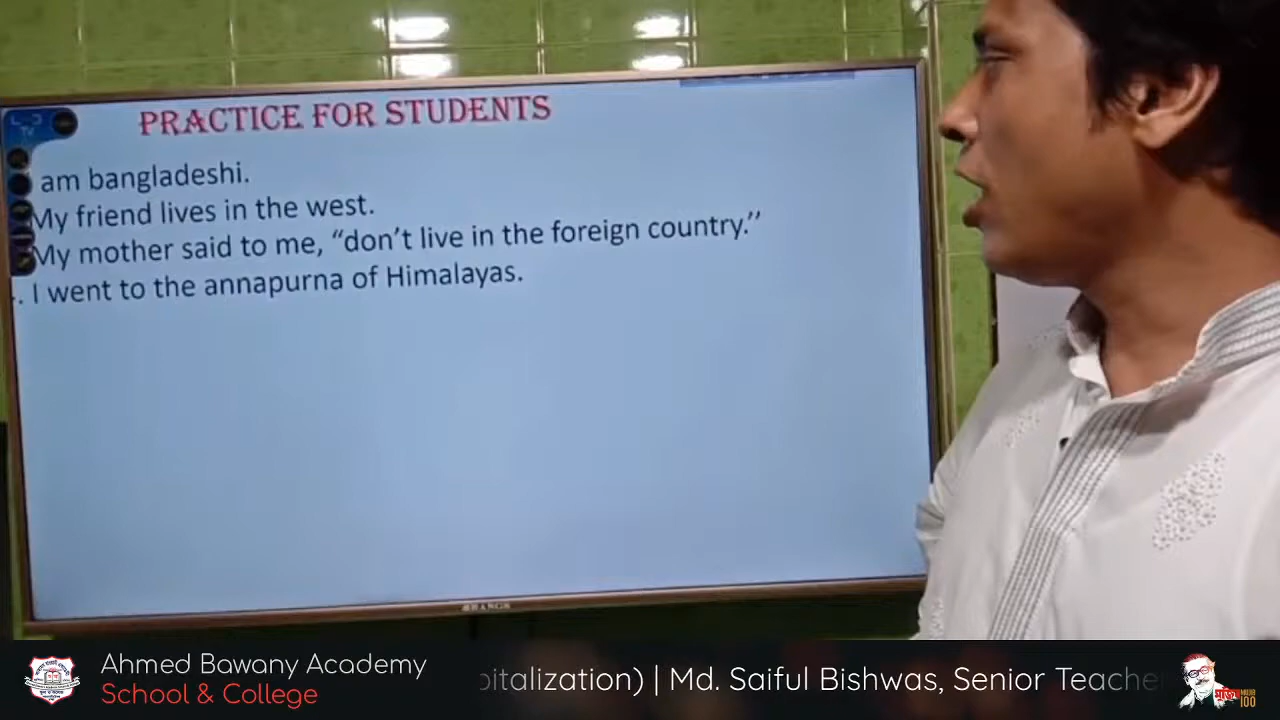 PRACTICE FOR STUDENTS
am bangladeshi.
My friend lives in the west.
My mother said to me, “don’t live in the foreign country.’’
. I went to the annapurna of Himalayas.
Ahmed Bawany Academy
School & College
pitalization) | Md. Saiful Bishwas, Senior Teache
100